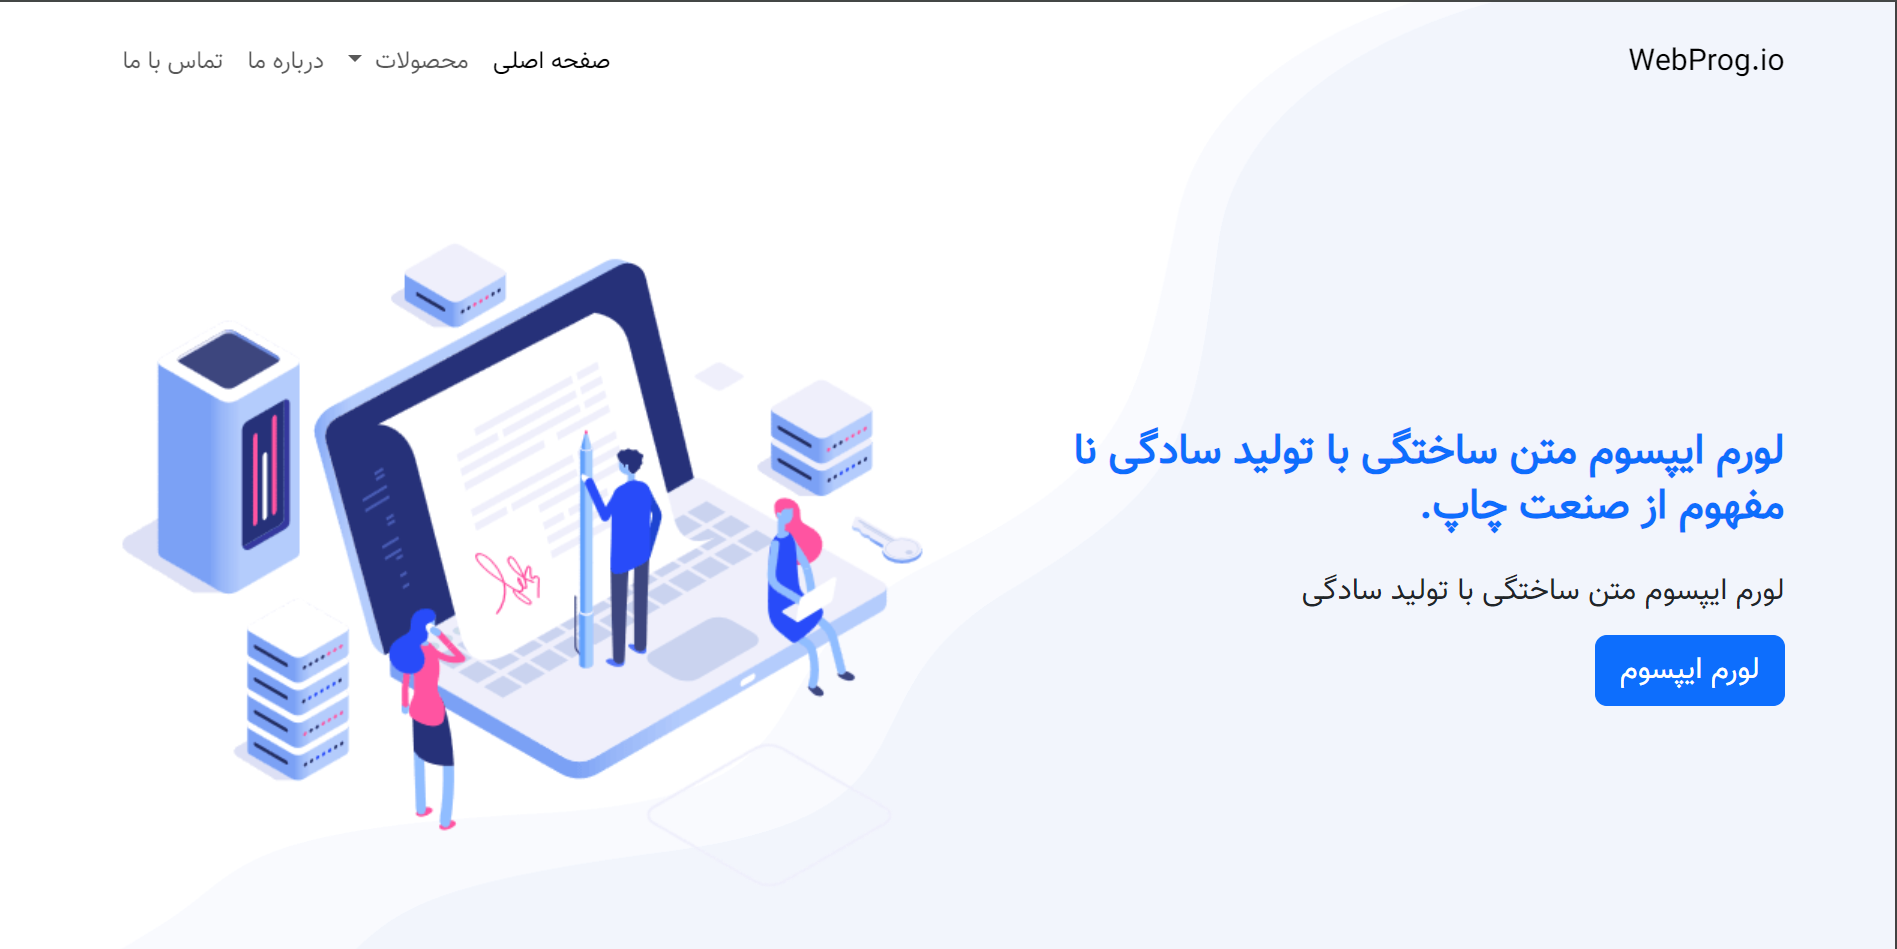 WebProg.io
صفحه اصلی محصولات درباره ما تماس با ما
لورم ایپسوم متن ساختگی با تولید سادگی نا
مفهوم از صنعت چاپ.
لورم ایپسوم متن ساختگی با تولید سادگی
لورم ایپسوم